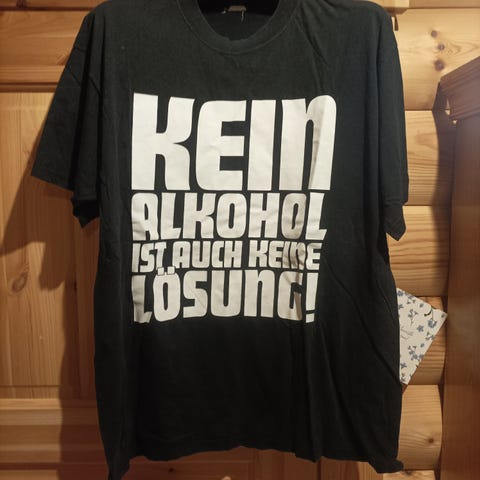 KEIN
ALKOHOL
IST AUCH KEINE
LÖSUNG!